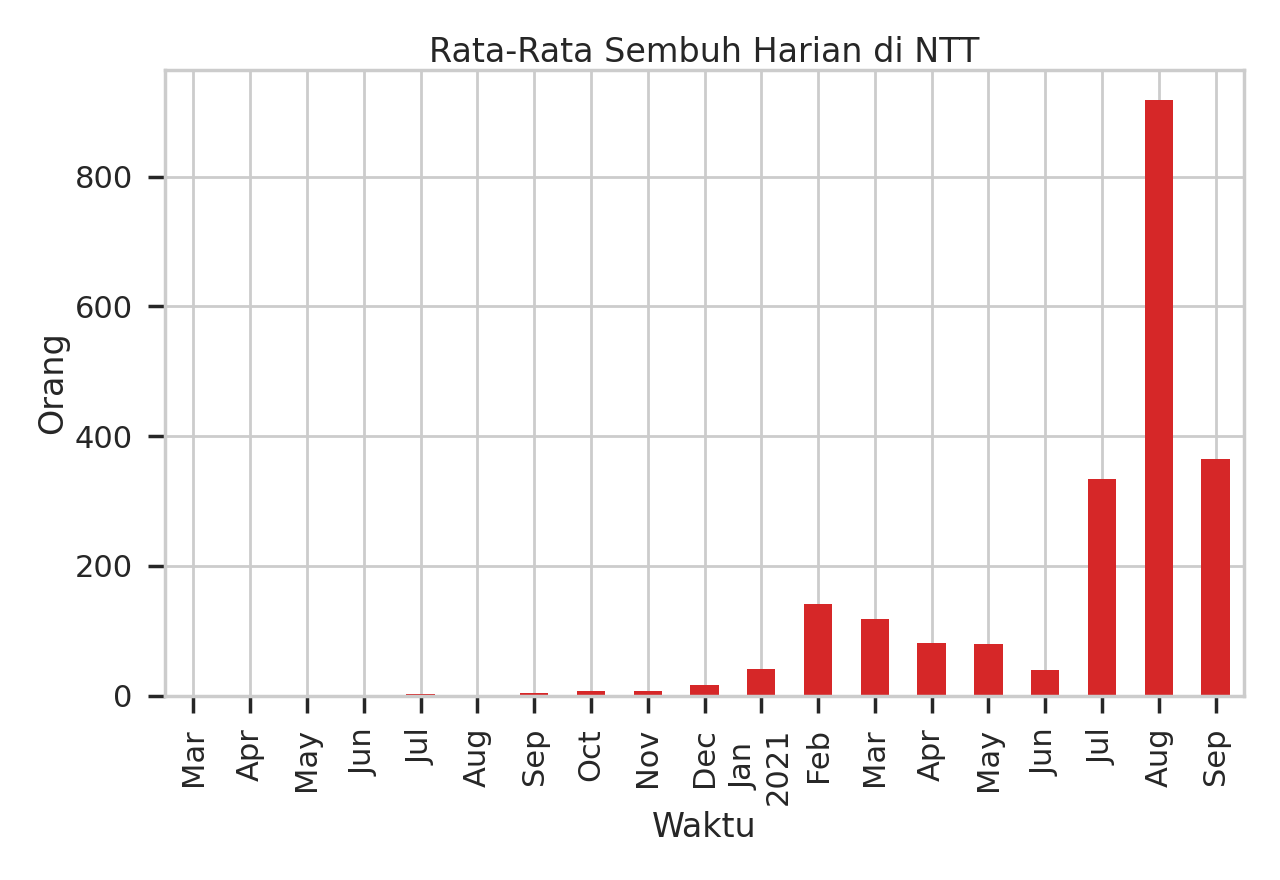 Rata-Rata Sembuh Harian di NTT
800
600
400
200
0
Orang
Mar
Apr
May
Jun
Jul
Aug
Sep
Oct
Nov
Dec
Jan
2021
Feb
Mar
Apr
May
Jun
Jul
Aug
Sep
Waktu